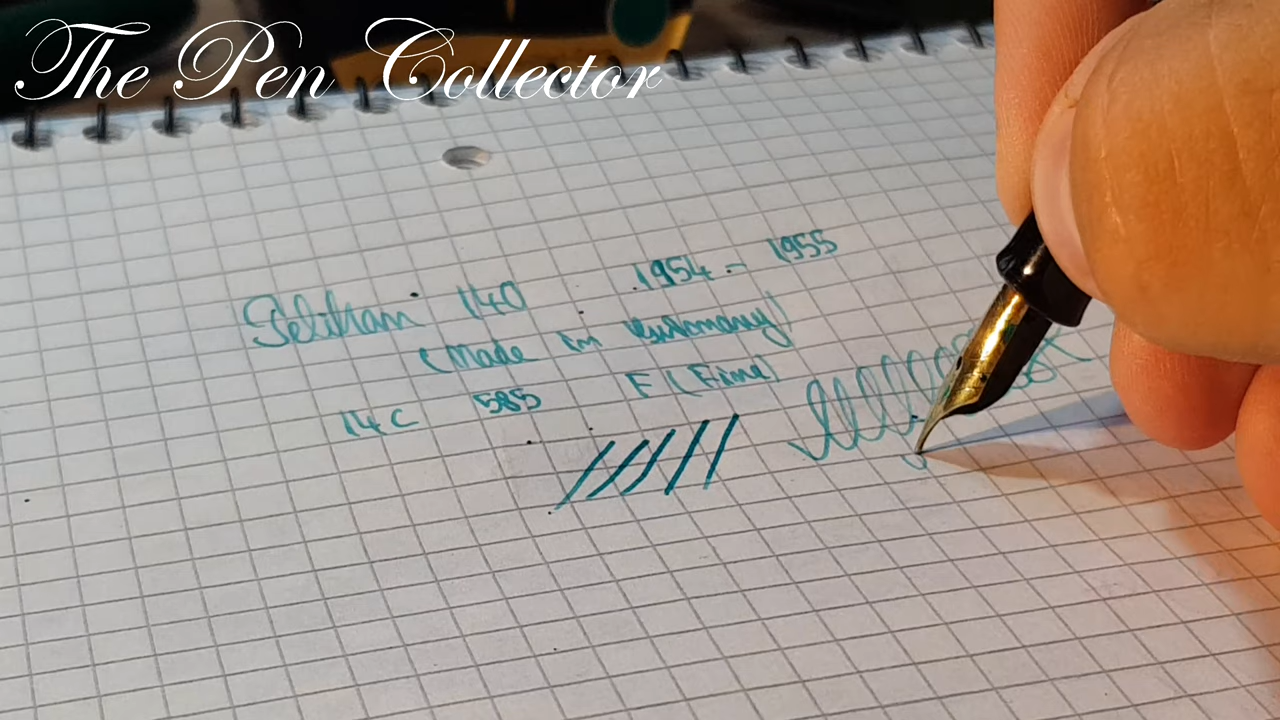 The Pen Collector
Pelikan 140 1954 - 1955
(Made in Germany)
14C 585 F (Fine)